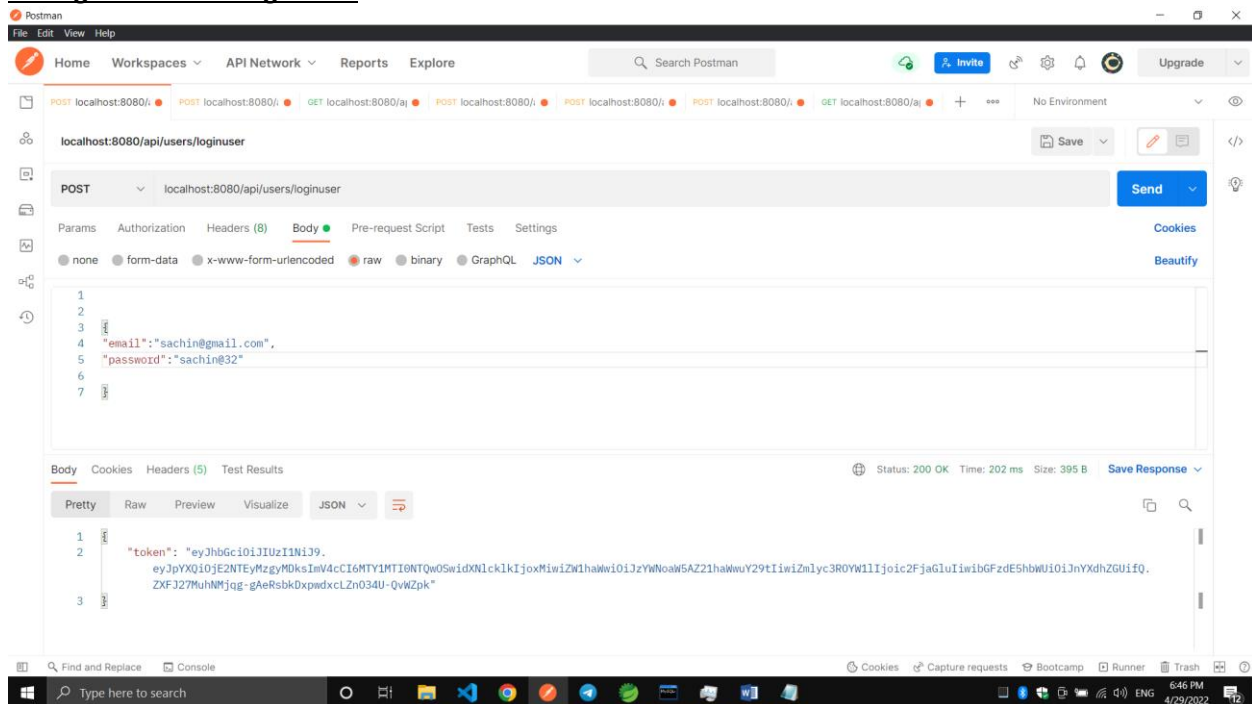 Postman
File Edit View Help
Home Workspaces API Network Reports Explore Search Postman Invite Upgrade
POST localhost:8080/ POST localhost:8080/ GET localhost:8080/a POST localhost:8080/ POST localhost:8080/ POST localhost:8080/ GET localhost:8080/a No Environment
localhost:8080/api/users/loginuser Save
POST localhost:8080/api/users/loginuser Send
Params Authorization Headers (8) Body Pre-request Script Tests Settings Cookies
none form-data x-www-form-urlencoded raw binary GraphQL JSON Beautify
1
2
3 {
4 "email":"sachin@gmail.com",
5 "password":"sachin@32"
6
7 }
Body Cookies Headers (5) Test Results Status: 200 OK Time: 202 ms Size: 395 B Save Response
Pretty Raw Preview Visualize JSON
1 {
2 "token": "eyJhbGciOiJIUzI1NiJ9.
3 }
Find and Replace Console Cookies Capture requests Bootcamp Runner Trash
Type here to search ENG 6:46 PM
4/29/2022
12